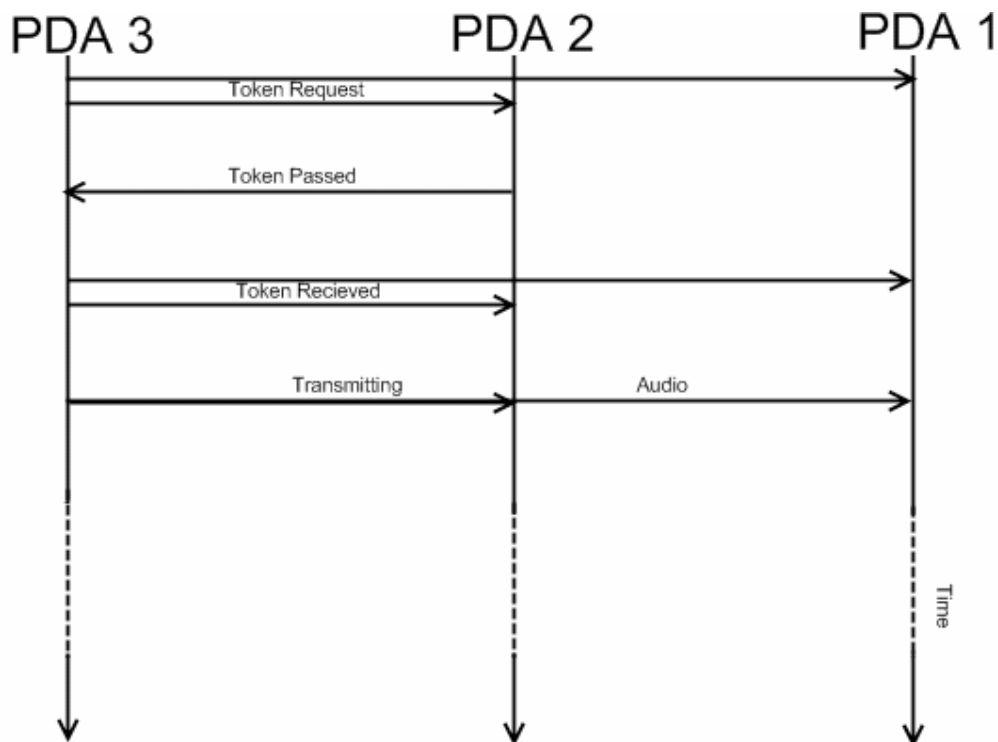 PDA 3 PDA 2 PDA 1
Token Request
Token Passed
Token Recieved
Transmitting Audio
Time